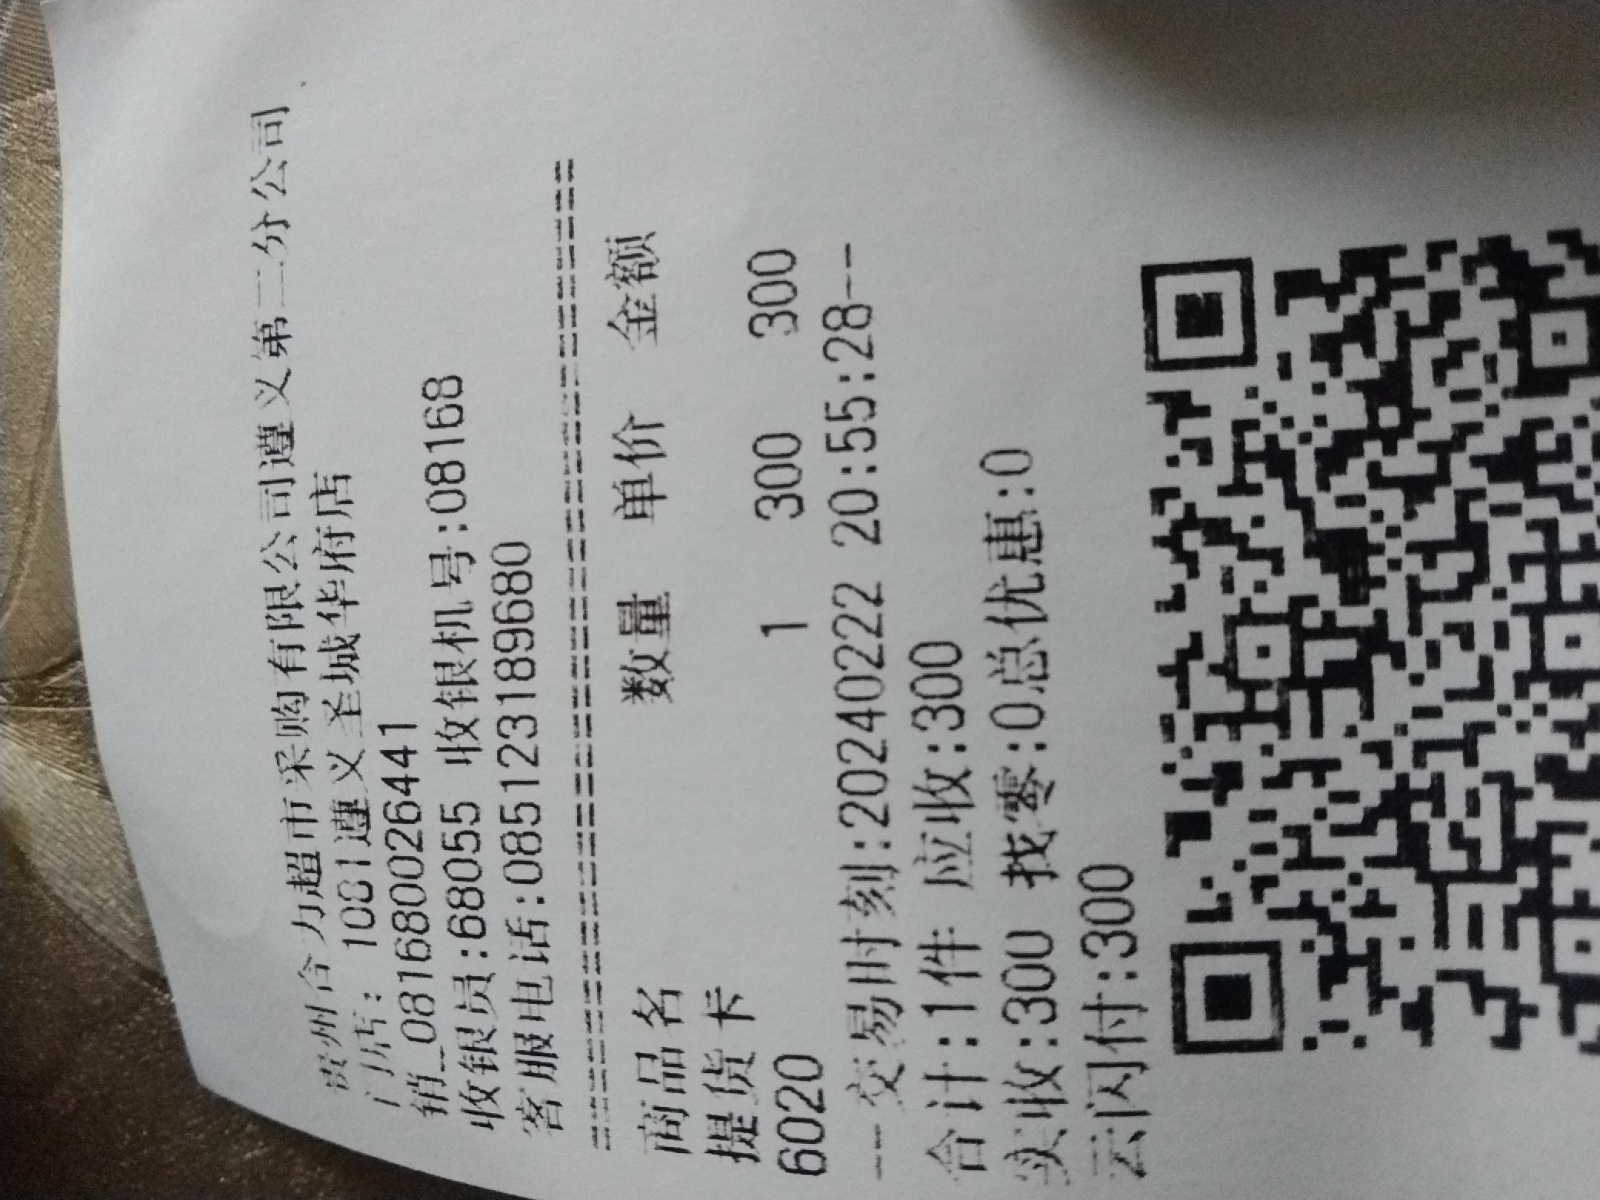 贵州合力超市采购有限公司遵义第二分公司
门店: 1081遵义圣城华府店
销_081680026441
收银员:68055 收银机号:08168
客服电话:085123189680
==========================================
商品名 数量 单价 金额
提货卡
6020 1 300 300
--交易时刻:20240222 20:55:28--
合计:1件 应收:300
实收:300 找零:0总优惠:0
云闪付:300